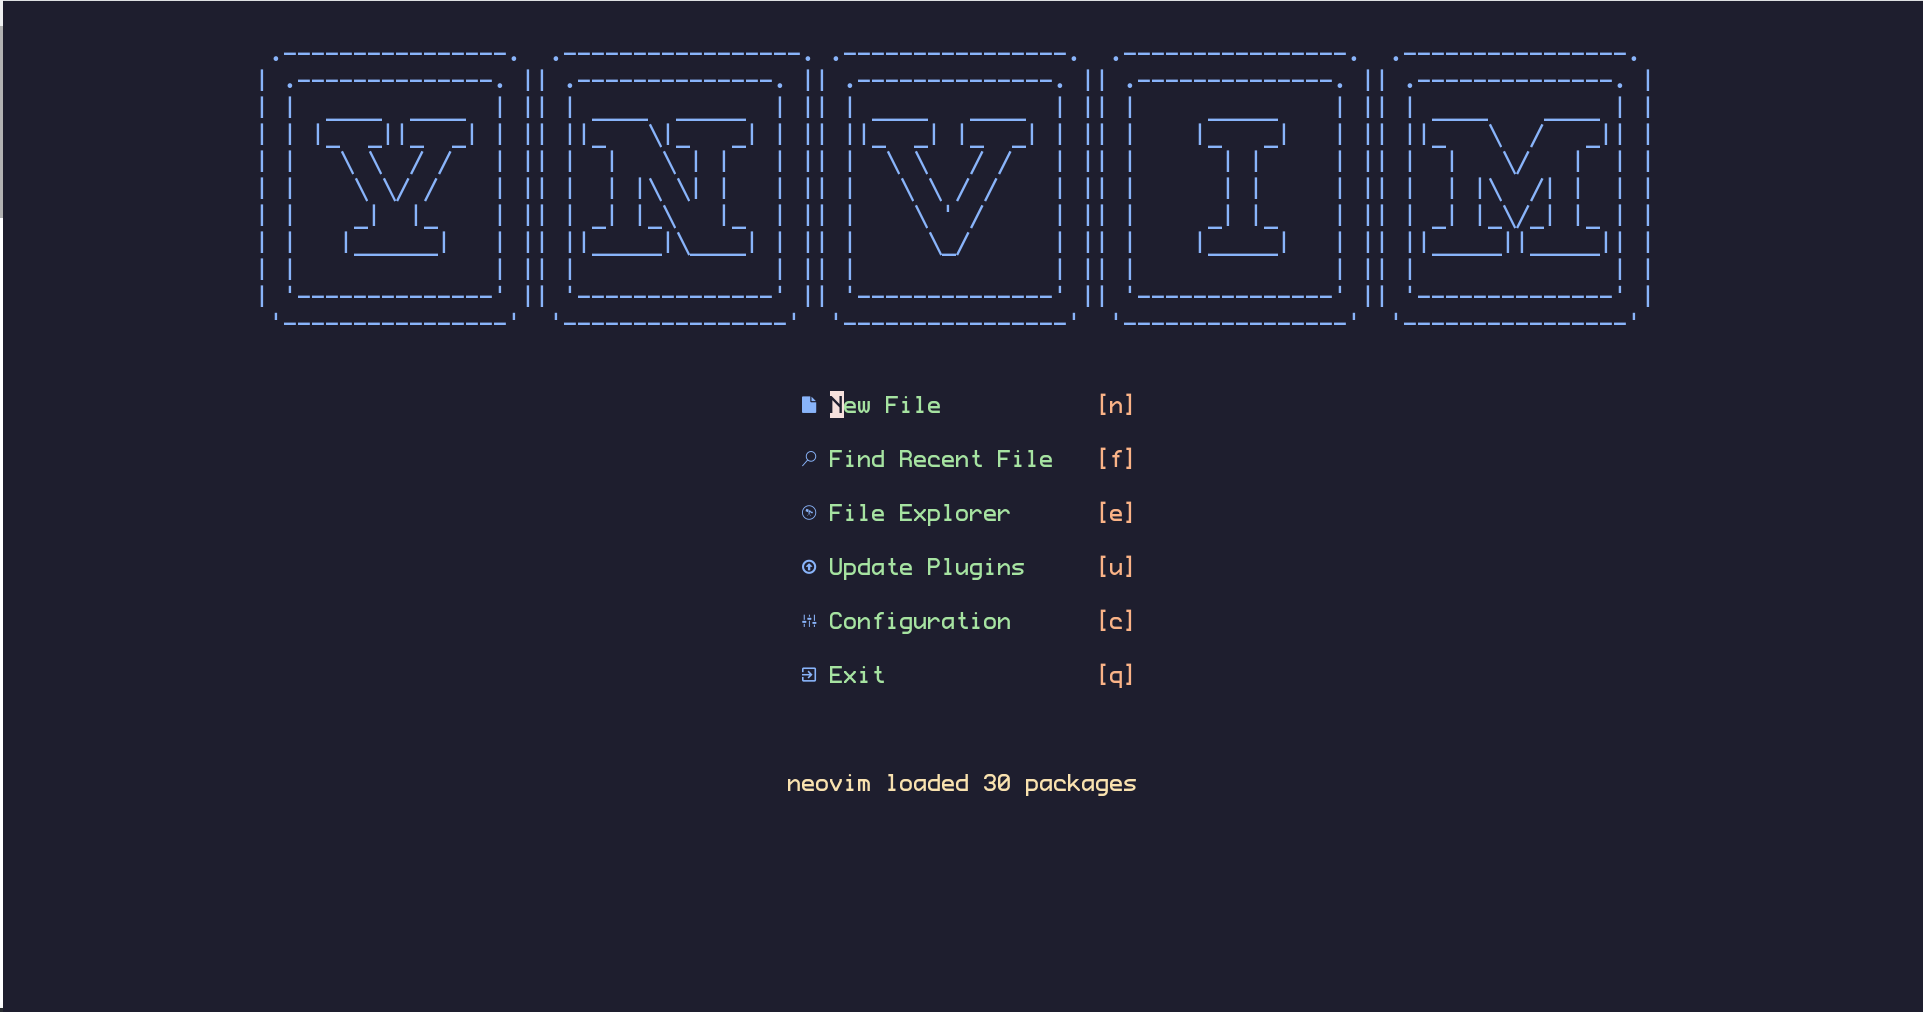 YNVIM
New File [n]
Find Recent File [f]
File Explorer [e]
Update Plugins [u]
Configuration [c]
Exit [q]
neovim loaded 30 packages